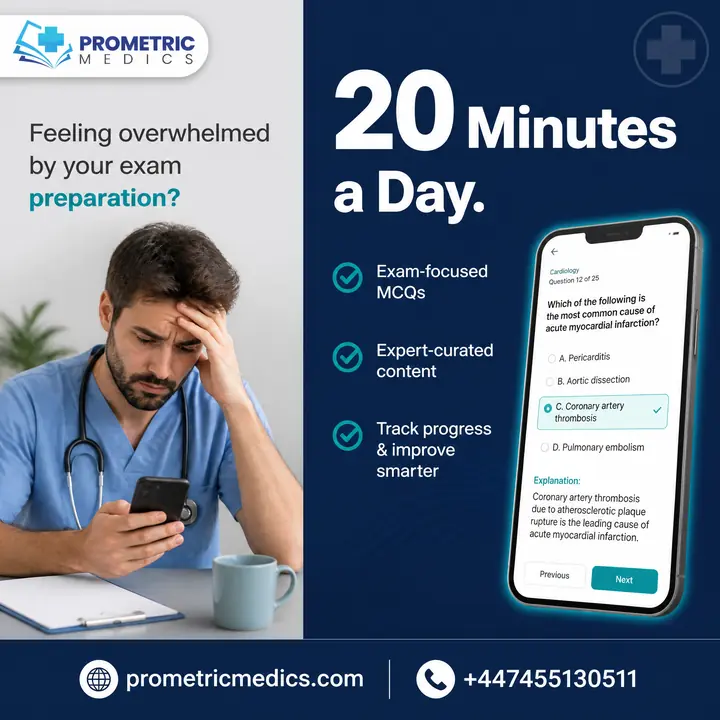 PROMETRIC
MEDICS
Feeling overwhelmed
by your exam
preparation?
20 Minutes
a Day.
Exam-focused
MCQs
Expert-curated
content
Track progress
& improve
smarter
Cardiology
Question 12 of 25
Which of the following is
the most common cause of
acute myocardial infarction?
A. Pericarditis
B. Aortic dissection
C. Coronary artery
thrombosis
D. Pulmonary embolism
Explanation:
Coronary artery thrombosis
due to atherosclerotic plaque
rupture is the leading cause of
acute myocardial infarction.
Previous
Next
prometricmedics.com
+447455130511